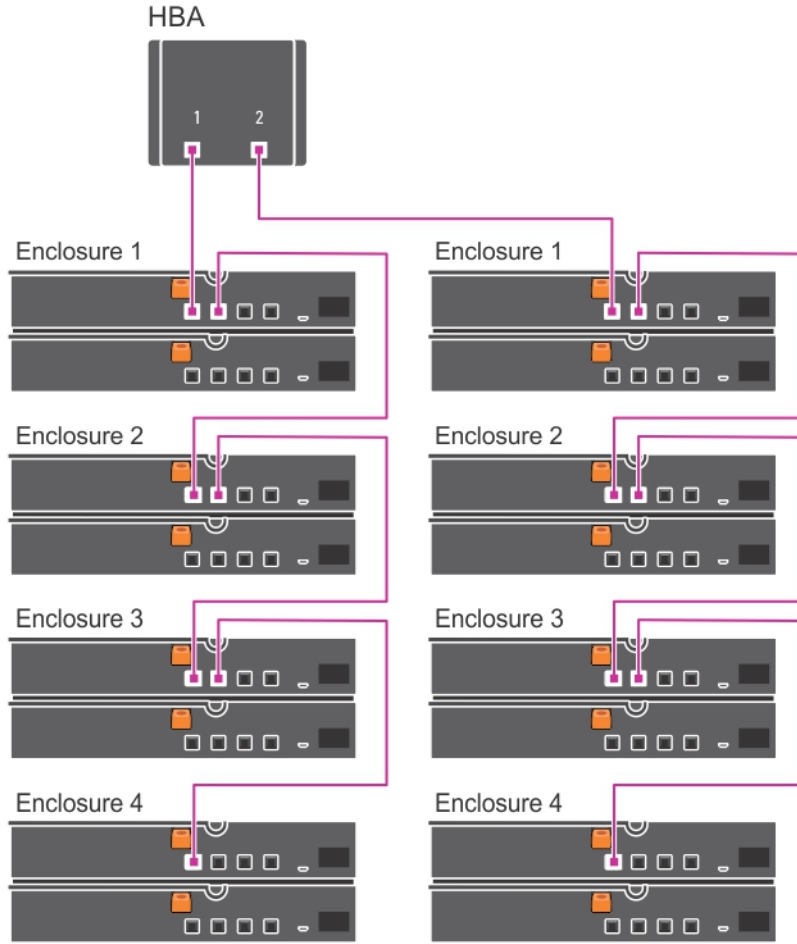 HBA
1 2
Enclosure 1 Enclosure 1
Enclosure 2 Enclosure 2
Enclosure 3 Enclosure 3
Enclosure 4 Enclosure 4